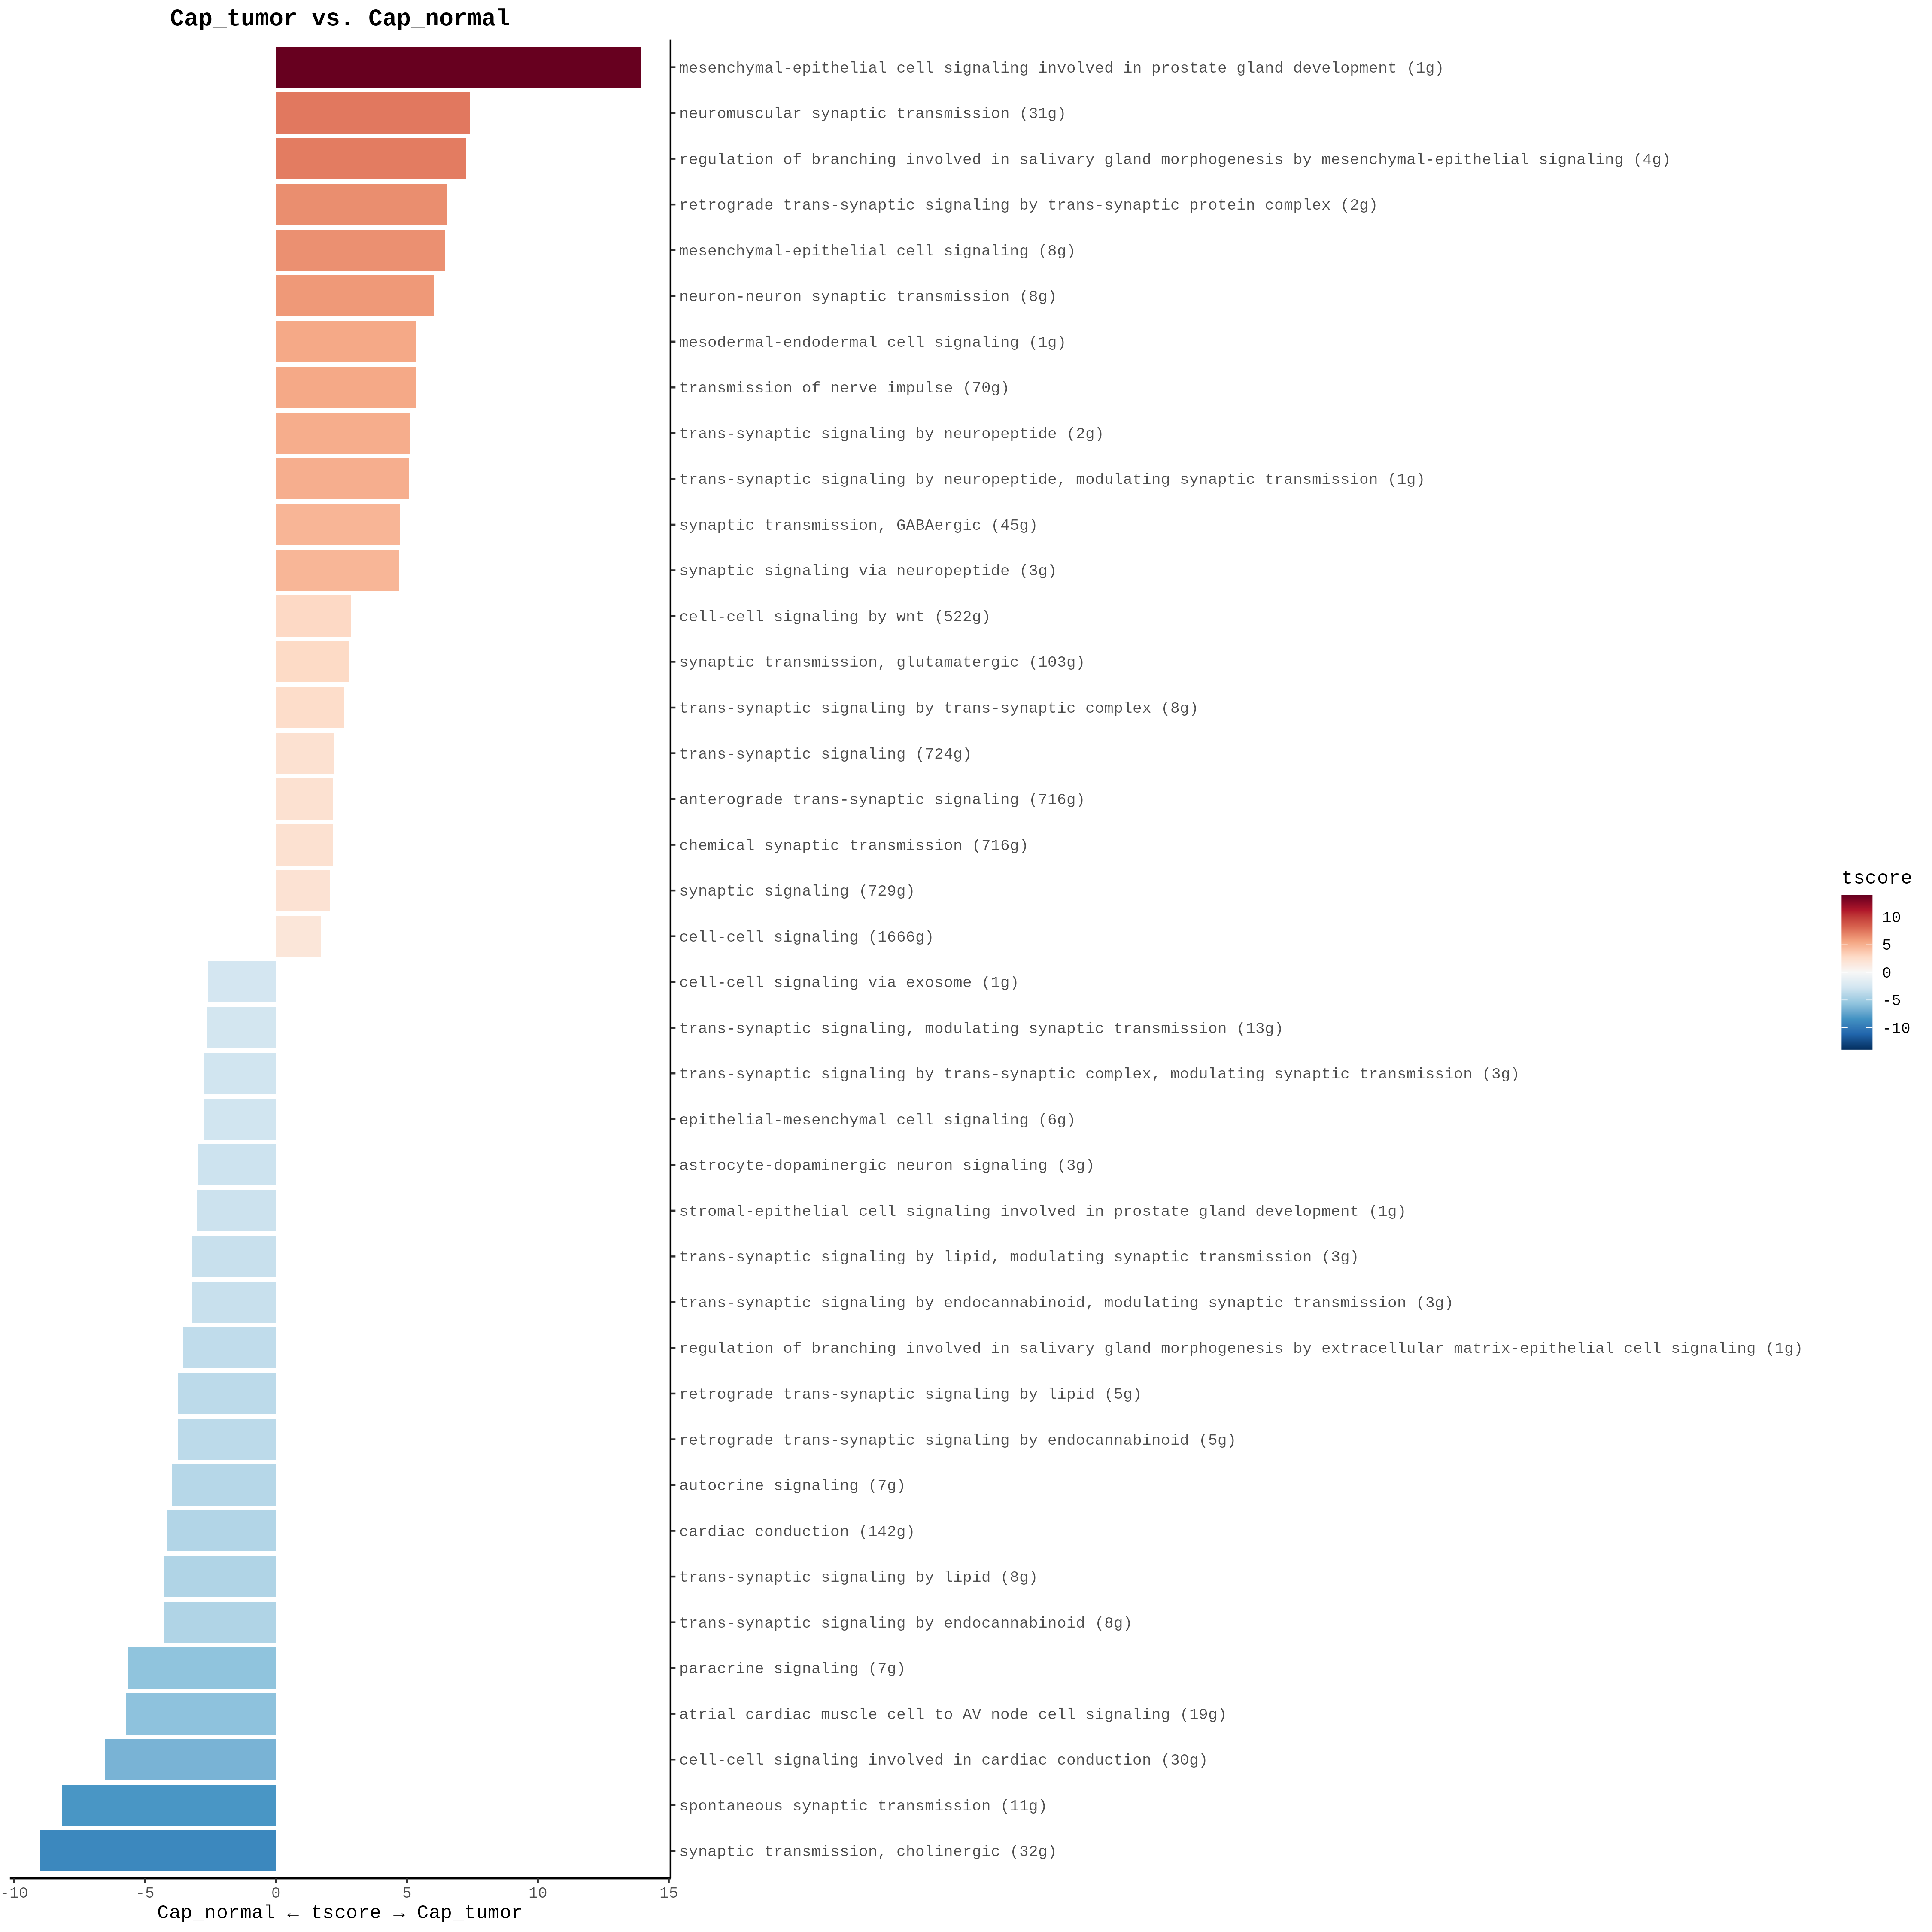 Cap_tumor vs. Cap_normal
mesenchymal-epithelial cell signaling involved in prostate gland development (1g)
neuromuscular synaptic transmission (31g)
regulation of branching involved in salivary gland morphogenesis by mesenchymal-epithelial signaling (4g)
retrograde trans-synaptic signaling by trans-synaptic protein complex (2g)
mesenchymal-epithelial cell signaling (8g)
neuron-neuron synaptic transmission (8g)
mesodermal-endodermal cell signaling (1g)
transmission of nerve impulse (70g)
trans-synaptic signaling by neuropeptide (2g)
trans-synaptic signaling by neuropeptide, modulating synaptic transmission (1g)
synaptic transmission, GABAergic (45g)
synaptic signaling via neuropeptide (3g)
cell-cell signaling by wnt (522g)
synaptic transmission, glutamatergic (103g)
trans-synaptic signaling by trans-synaptic complex (8g)
trans-synaptic signaling (724g)
anterograde trans-synaptic signaling (716g)
chemical synaptic transmission (716g)
synaptic signaling (729g)
cell-cell signaling (1666g)
cell-cell signaling via exosome (1g)
trans-synaptic signaling, modulating synaptic transmission (13g)
trans-synaptic signaling by trans-synaptic complex, modulating synaptic transmission (3g)
epithelial-mesenchymal cell signaling (6g)
astrocyte-dopaminergic neuron signaling (3g)
stromal-epithelial cell signaling involved in prostate gland development (1g)
trans-synaptic signaling by lipid, modulating synaptic transmission (3g)
trans-synaptic signaling by endocannabinoid, modulating synaptic transmission (3g)
regulation of branching involved in salivary gland morphogenesis by extracellular matrix-epithelial cell signaling (1g)
retrograde trans-synaptic signaling by lipid (5g)
retrograde trans-synaptic signaling by endocannabinoid (5g)
autocrine signaling (7g)
cardiac conduction (142g)
trans-synaptic signaling by lipid (8g)
trans-synaptic signaling by endocannabinoid (8g)
paracrine signaling (7g)
atrial cardiac muscle cell to AV node cell signaling (19g)
cell-cell signaling involved in cardiac conduction (30g)
spontaneous synaptic transmission (11g)
synaptic transmission, cholinergic (32g)
-10 -5 0 5 10 15
Cap_normal ← tscore → Cap_tumor
tscore
10
5
0
-5
-10